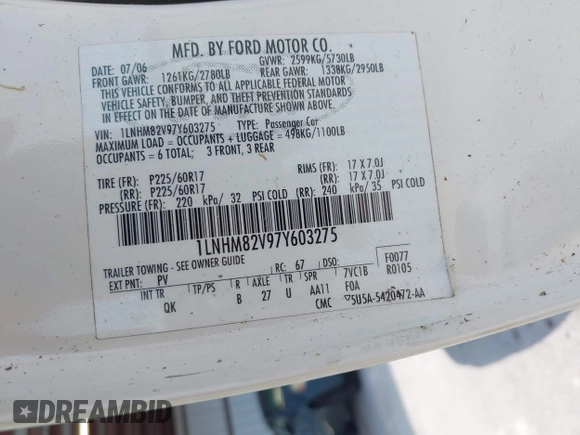 MFD. BY FORD MOTOR CO.
DATE: 07/06 GVWR: 2599KG/5730LB
FRONT GAWR: 1261KG/2780LB REAR GAWR: 1338KG/2950LB
THIS VEHICLE CONFORMS TO ALL APPLICABLE FEDERAL MOTOR
VEHICLE SAFETY, BUMPER, AND THEFT PREVENTION STANDARDS
IN EFFECT ON THE DATE OF MANUFACTURE SHOWN ABOVE.
VIN: 1LNHM82V97Y603275 TYPE: Passenger Car
MAXIMUM LOAD = OCCUPANTS + LUGGAGE = 498KG/1100LB
OCCUPANTS = 6 TOTAL; 3 FRONT, 3 REAR
TIRE (FR): P225/60R17 RIMS (FR): 17 X 7.0J
(RR): P225/60R17 (RR): 17 X 7.0J
PRESSURE (FR): 220 kPa/ 32 PSI COLD (RR): 240 kPa/ 35 PSI COLD
1LNHM82V97Y603275
TRAILER TOWING - SEE OWNER GUIDE
F0077
R0105
EXT PNT: PV RC: 67 DSO:
INT TR TP/PS R AXLE TR SPR 7VC1B
QK B 27 U AA11 FOA
CMC ▽5U5A-5420472-AA
DREAMBID